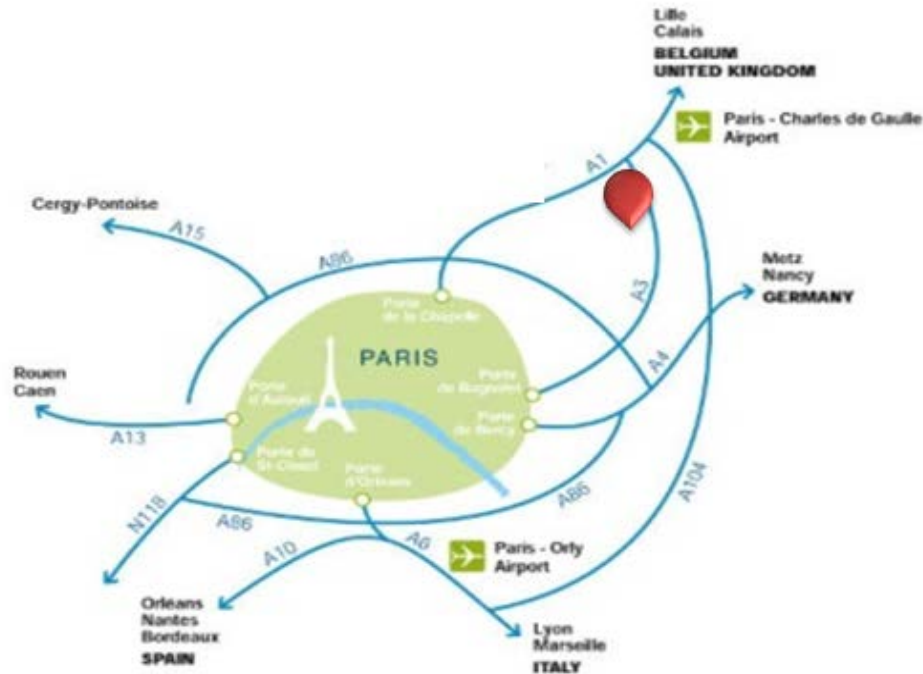 Lille
Calais
BELGIUM
UNITED KINGDOM
Paris - Charles de Gaulle
Airport
A1
Cergy-Pontoise
A15
A86
Metz
Nancy
GERMANY
A3
Porte
de la Chapelle
PARIS
A4
Rouen
Caen
Porte
d'Auteuil
Porte
de Bagnolet
Porte
de Bercy
A13
Porte de
St-Cloud
Porte
d'Orléans
A104
N118
A86
A86
A10
A6
Paris - Orly
Airport
Orléans
Nantes
Bordeaux
SPAIN
Lyon
Marseille
ITALY